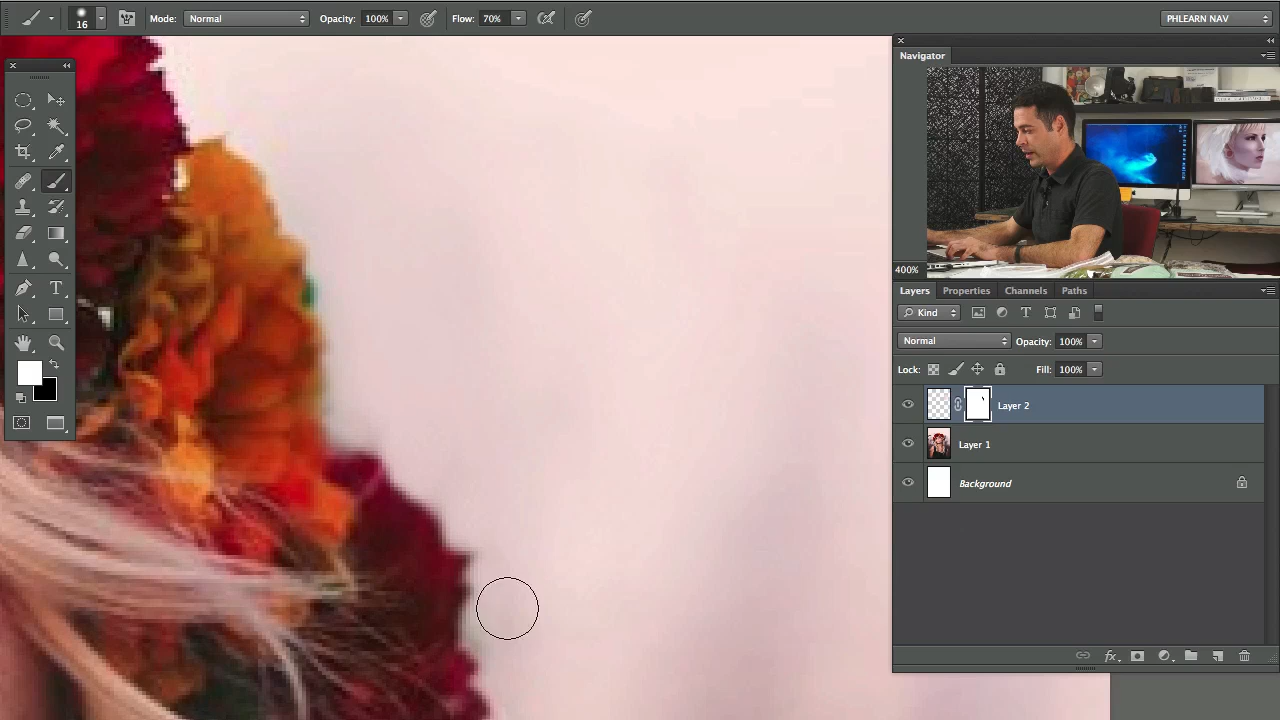 16
Mode: Normal
Opacity: 100%
Flow: 70%
PHLEARN NAV
Navigator
400%
Layers Properties Channels Paths
Kind
Normal Opacity: 100%
Lock: Fill: 100%
Layer 2
Layer 1
Background